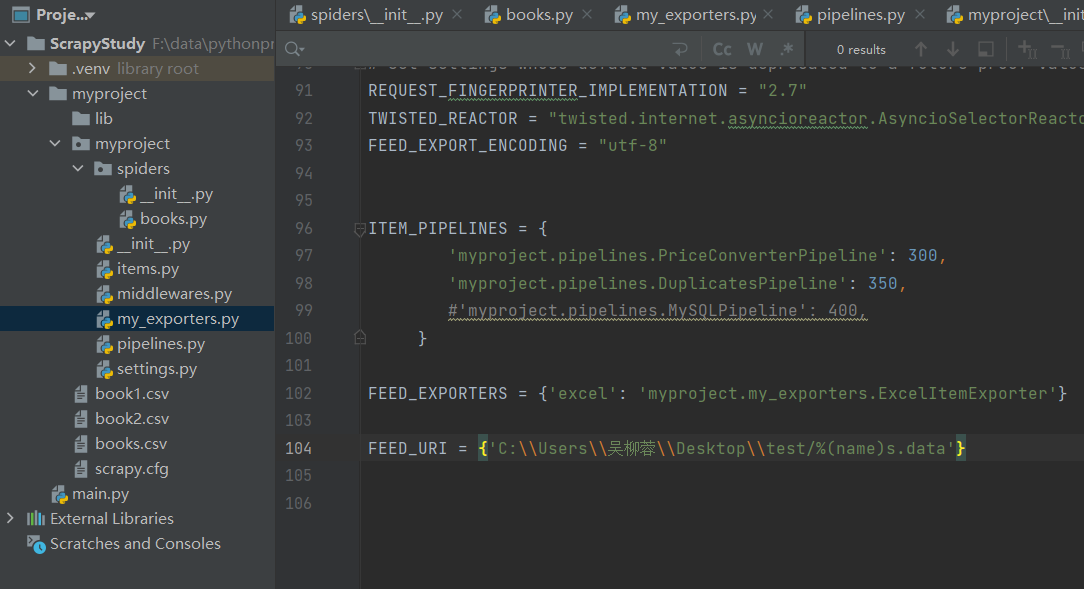 Proje...
ScrapyStudy F:\data\pythonpr
.venv library root
myproject
lib
myproject
spiders
__init__.py
books.py
__init__.py
items.py
middlewares.py
my_exporters.py
pipelines.py
settings.py
book1.csv
book2.csv
books.csv
scrapy.cfg
main.py
External Libraries
Scratches and Consoles
spiders\__init__.py
books.py
my_exporters.py
pipelines.py
myproject\__init
Cc W .* 0 results
91 REQUEST_FINGERPRINTER_IMPLEMENTATION = "2.7"
92 TWISTED_REACTOR = "twisted.internet.asyncioreactor.AsyncioSelectorReacto
93 FEED_EXPORT_ENCODING = "utf-8"
94
95
96 ITEM_PIPELINES = {
97 'myproject.pipelines.PriceConverterPipeline': 300,
98 'myproject.pipelines.DuplicatesPipeline': 350,
99 #'myproject.pipelines.MySQLPipeline': 400,
100 }
101
102 FEED_EXPORTERS = {'excel': 'myproject.my_exporters.ExcelItemExporter'}
103
104 FEED_URI = {'C:\\Users\\吴柳蓉\\Desktop\\test/%(name)s.data'}
105
106